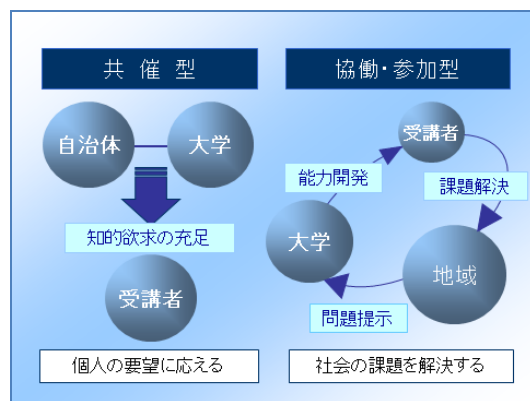 共催型
自治体
大学
知的欲求の充足
受講者
個人の要望に応える
協働・参加型
受講者
能力開発
課題解決
大学
地域
問題提示
社会の課題を解決する